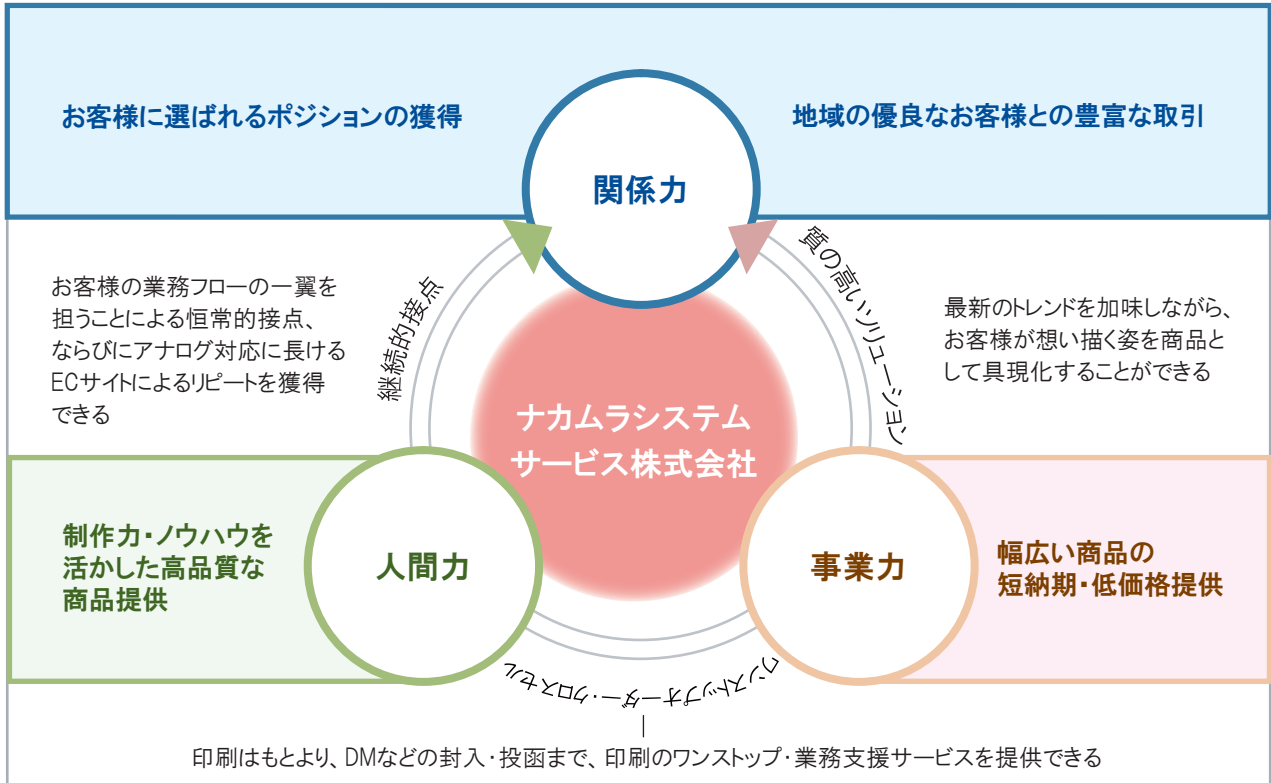 お客様に選ばれるポジションの獲得
地域の優良なお客様との豊富な取引
関係力
継続的接点
質の高いソリューション
お客様の業務フローの一翼を
担うことによる恒常的接点、
ならびにアナログ対応に長ける
ECサイトによるリピートを獲得
できる
最新のトレンドを加味しながら、
お客様が想い描く姿を商品と
して具現化することができる
ナカムラシステム
サービス株式会社
制作力・ノウハウを
活かした高品質な
商品提供
人間力
事業力
幅広い商品の
短納期・低価格提供
ワンストップオーダー・クロスセル
印刷はもとより、DMなどの封入・投函まで、印刷のワンストップ・業務支援サービスを提供できる